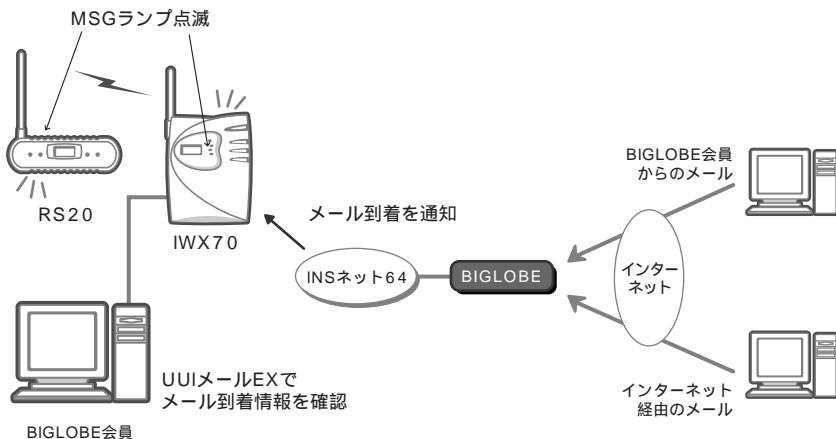 MSGランプ点滅
RS20
IWX70
メール到着を通知
INSネット64
BIGLOBE
インター
ネット
BIGLOBE会員
からのメール
インターネット
経由のメール
UUIメールEXで
メール到着情報を確認
BIGLOBE会員